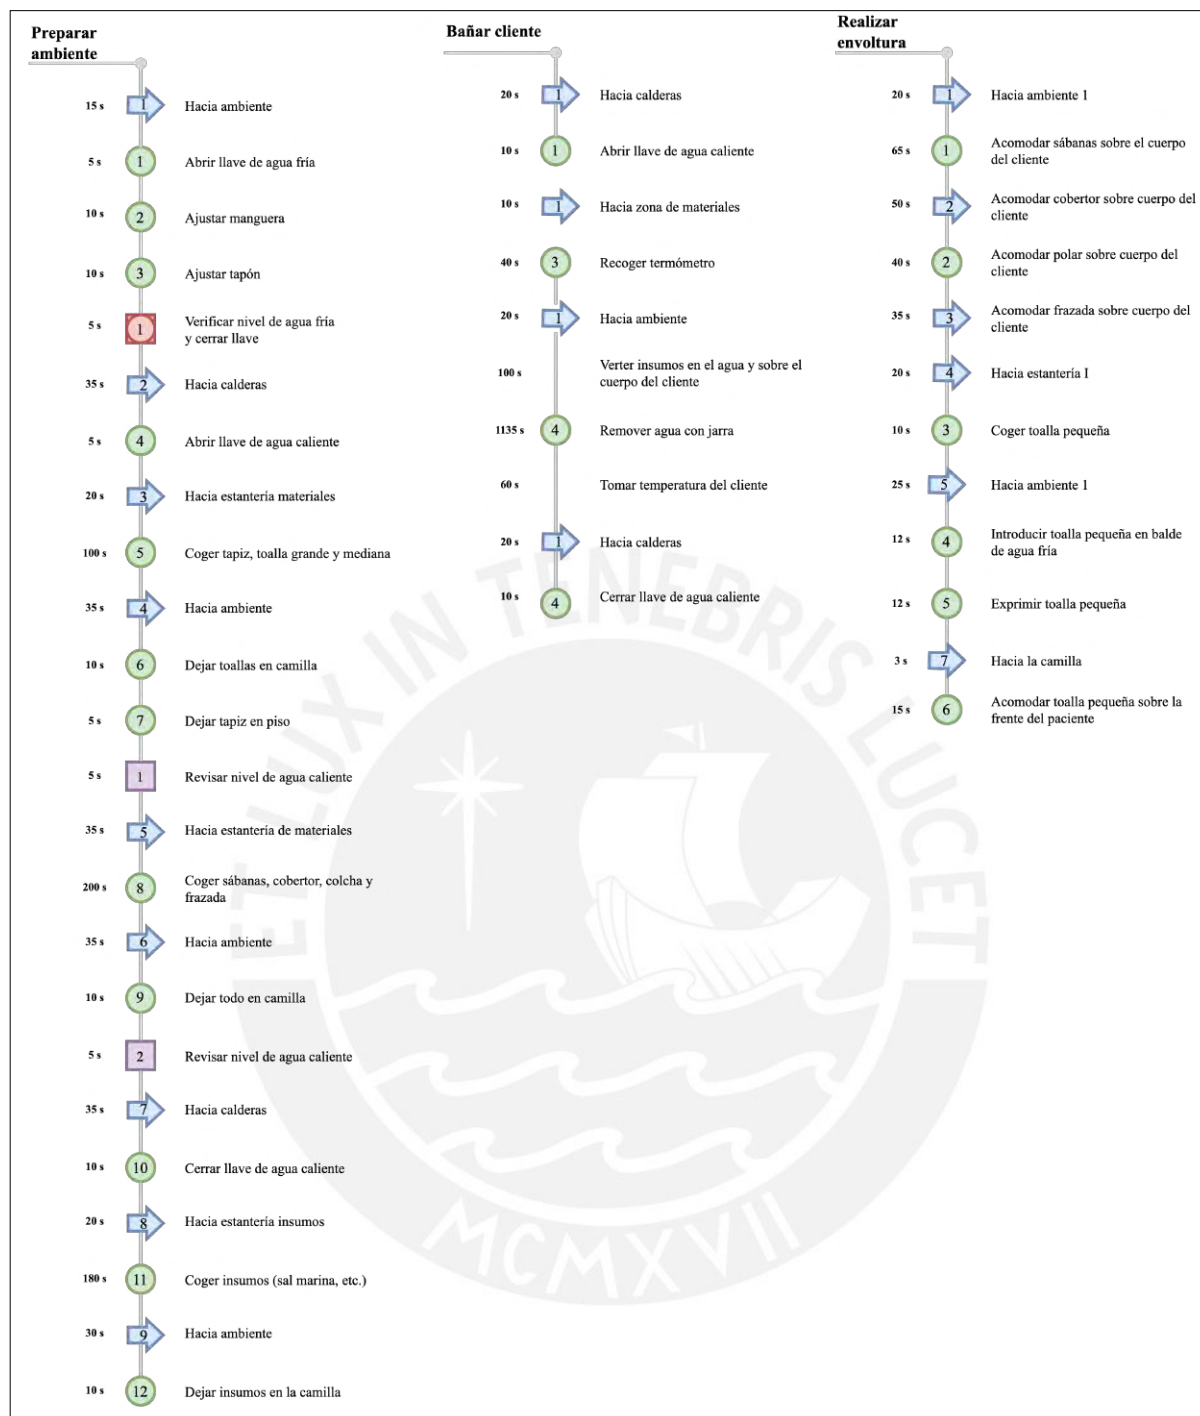 Preparar
ambiente
15 s 1 Hacia ambiente
5 s 1 Abrir llave de agua fría
10 s 2 Ajustar manguera
10 s 3 Ajustar tapón
5 s 1 Verificar nivel de agua fría
y cerrar llave
35 s 2 Hacia calderas
5 s 4 Abrir llave de agua caliente
20 s 3 Hacia estantería materiales
100 s 5 Coger tapiz, toalla grande y mediana
35 s 4 Hacia ambiente
10 s 6 Dejar toallas en camilla
5 s 7 Dejar tapiz en piso
5 s 1 Revisar nivel de agua caliente
35 s 5 Hacia estantería de materiales
200 s 8 Coger sábanas, cobertor, colcha y
frazada
35 s 6 Hacia ambiente
10 s 9 Dejar todo en camilla
5 s 2 Revisar nivel de agua caliente
35 s 7 Hacia calderas
10 s 10 Cerrar llave de agua caliente
20 s 8 Hacia estantería insumos
180 s 11 Coger insumos (sal marina, etc.)
30 s 9 Hacia ambiente
10 s 12 Dejar insumos en la camilla
Bañar cliente
20 s 1 Hacia calderas
10 s 1 Abrir llave de agua caliente
10 s 1 Hacia zona de materiales
40 s 3 Recoger termómetro
20 s 1 Hacia ambiente
100 s Verter insumos en el agua y sobre el
cuerpo del cliente
1135 s 4 Remover agua con jarra
60 s Tomar temperatura del cliente
20 s 1 Hacia calderas
10 s 4 Cerrar llave de agua caliente
Realizar
envoltura
20 s 1 Hacia ambiente 1
65 s 1 Acomodar sábanas sobre el cuerpo
del cliente
50 s 2 Acomodar cobertor sobre cuerpo del
cliente
40 s 2 Acomodar polar sobre cuerpo del
cliente
35 s 3 Acomodar frazada sobre cuerpo del
cliente
20 s 4 Hacia estantería I
10 s 3 Coger toalla pequeña
25 s 5 Hacia ambiente 1
12 s 4 Introducir toalla pequeña en balde
de agua fría
12 s 5 Exprimir toalla pequeña
3 s 7 Hacia la camilla
15 s 6 Acomodar toalla pequeña sobre la
frente del paciente
ET LUX IN TENEBRIS LUCET
MCMXVII